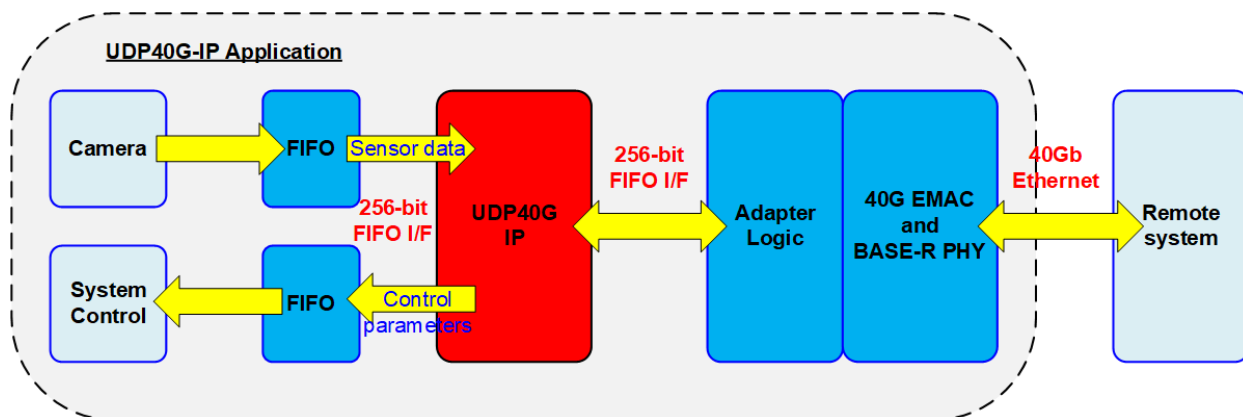 UDP40G-IP Application
Camera
FIFO
Sensor data
256-bit
FIFO I/F
UDP40G
IP
256-bit
FIFO I/F
Adapter
Logic
40G EMAC
and
BASE-R PHY
40Gb
Ethernet
Remote
system
System
Control
FIFO
Control
parameters